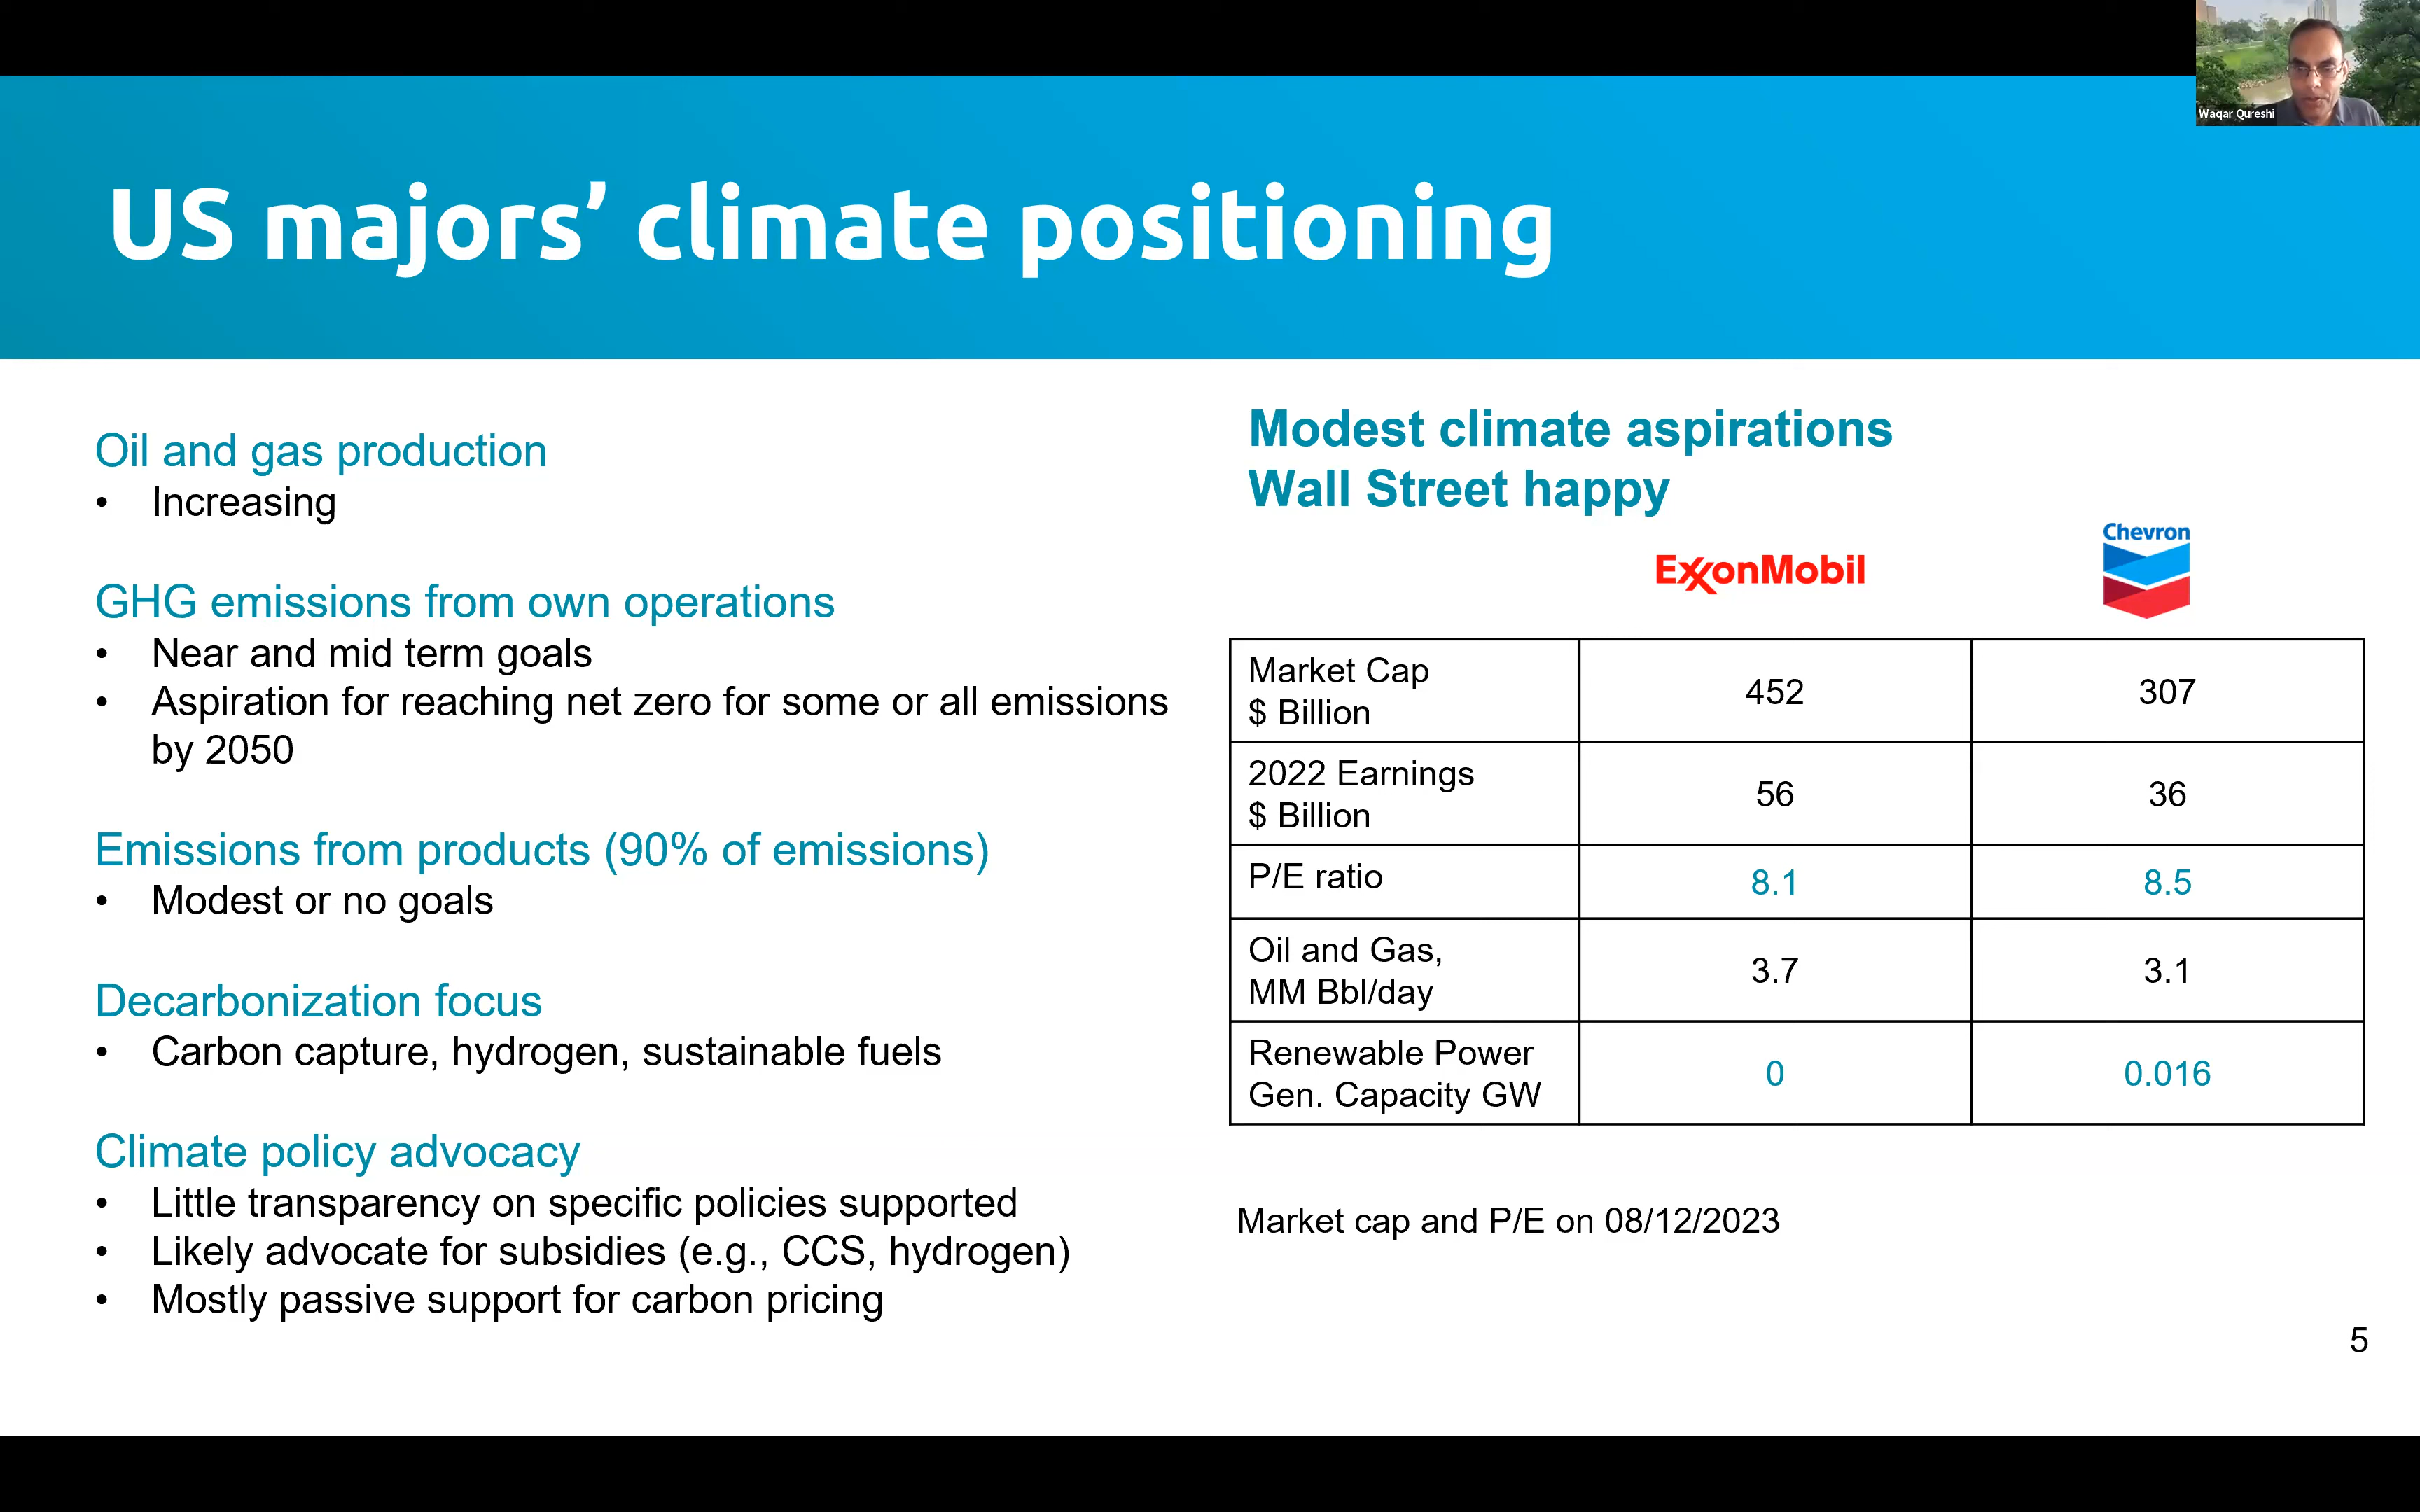 Waqar Qureshi
US majors’ climate positioning
Oil and gas production
• Increasing
GHG emissions from own operations
• Near and mid term goals
• Aspiration for reaching net zero for some or all emissions
by 2050
Emissions from products (90% of emissions)
• Modest or no goals
Decarbonization focus
• Carbon capture, hydrogen, sustainable fuels
Climate policy advocacy
• Little transparency on specific policies supported
• Likely advocate for subsidies (e.g., CCS, hydrogen)
• Mostly passive support for carbon pricing
Modest climate aspirations
Wall Street happy
ExxonMobil
Chevron
Market Cap
$ Billion
452
307
2022 Earnings
$ Billion
56
36
P/E ratio
8.1
8.5
Oil and Gas,
MM Bbl/day
3.7
3.1
Renewable Power
Gen. Capacity GW
0
0.016
Market cap and P/E on 08/12/2023
5